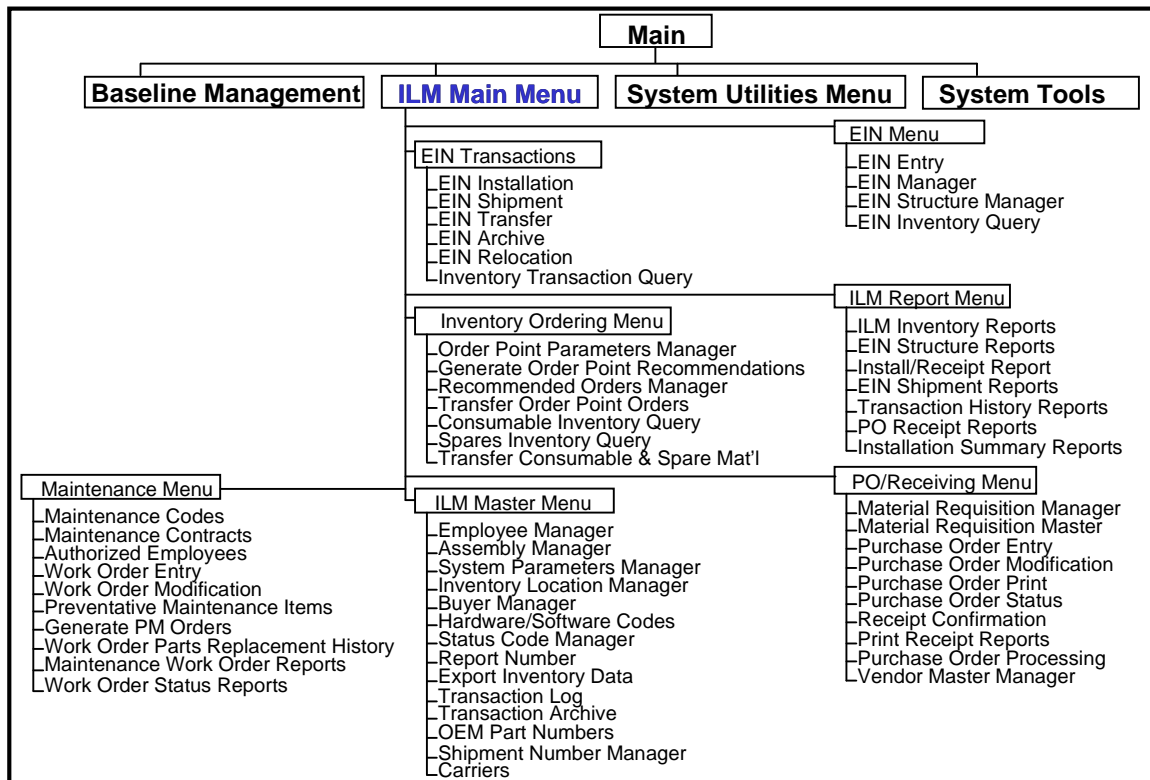 Main
Baseline Management
ILM Main Menu
System Utilities Menu
System Tools
EIN Transactions
EIN Installation
EIN Shipment
EIN Transfer
EIN Archive
EIN Relocation
Inventory Transaction Query
EIN Menu
EIN Entry
EIN Manager
EIN Structure Manager
EIN Inventory Query
Inventory Ordering Menu
Order Point Parameters Manager
Generate Order Point Recommendations
Recommended Orders Manager
Transfer Order Point Orders
Consumable Inventory Query
Spares Inventory Query
Transfer Consumable & Spare Mat'l
ILM Report Menu
ILM Inventory Reports
EIN Structure Reports
Install/Receipt Report
EIN Shipment Reports
Transaction History Reports
PO Receipt Reports
Installation Summary Reports
Maintenance Menu
Maintenance Codes
Maintenance Contracts
Authorized Employees
Work Order Entry
Work Order Modification
Preventative Maintenance Items
Generate PM Orders
Work Order Parts Replacement History
Maintenance Work Order Reports
Work Order Status Reports
ILM Master Menu
Employee Manager
Assembly Manager
System Parameters Manager
Inventory Location Manager
Buyer Manager
Hardware/Software Codes
Status Code Manager
Report Number
Export Inventory Data
Transaction Log
Transaction Archive
OEM Part Numbers
Shipment Number Manager
Carriers
PO/Receiving Menu
Material Requisition Manager
Material Requisition Master
Purchase Order Entry
Purchase Order Modification
Purchase Order Print
Purchase Order Status
Receipt Confirmation
Print Receipt Reports
Purchase Order Processing
Vendor Master Manager